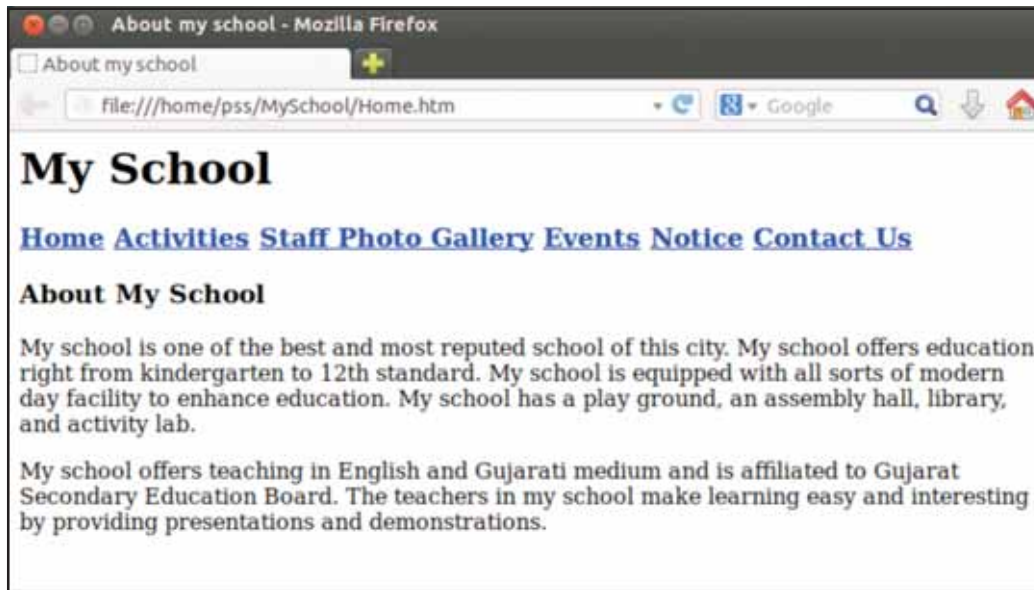 About my school - Mozilla Firefox
About my school
file:///home/pss/MySchool/Home.htm
Google
My School
Home Activities Staff Photo Gallery Events Notice Contact Us
About My School
My school is one of the best and most reputed school of this city. My school offers education
right from kindergarten to 12th standard. My school is equipped with all sorts of modern
day facility to enhance education. My school has a play ground, an assembly hall, library,
and activity lab.
My school offers teaching in English and Gujarati medium and is affiliated to Gujarat
Secondary Education Board. The teachers in my school make learning easy and interesting
by providing presentations and demonstrations.